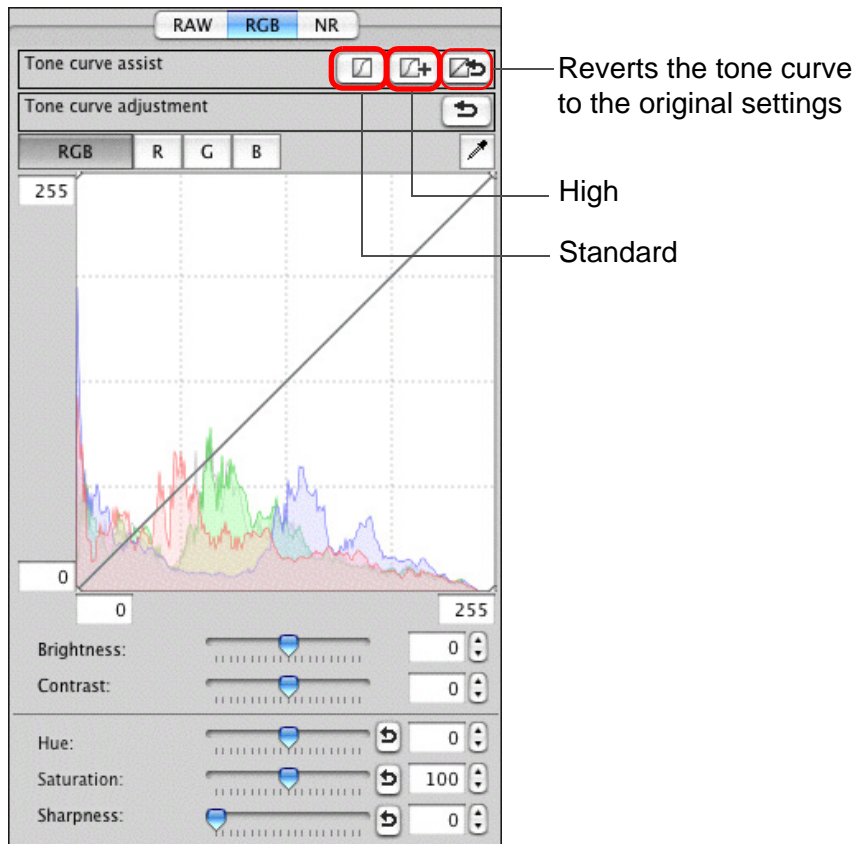 RAW RGB NR
Tone curve assist
Reverts the tone curve
to the original settings
Tone curve adjustment
RGB R G B
255
High
Standard
0
0 255
Brightness: 0
Contrast: 0
Hue: 0
Saturation: 100
Sharpness: 0